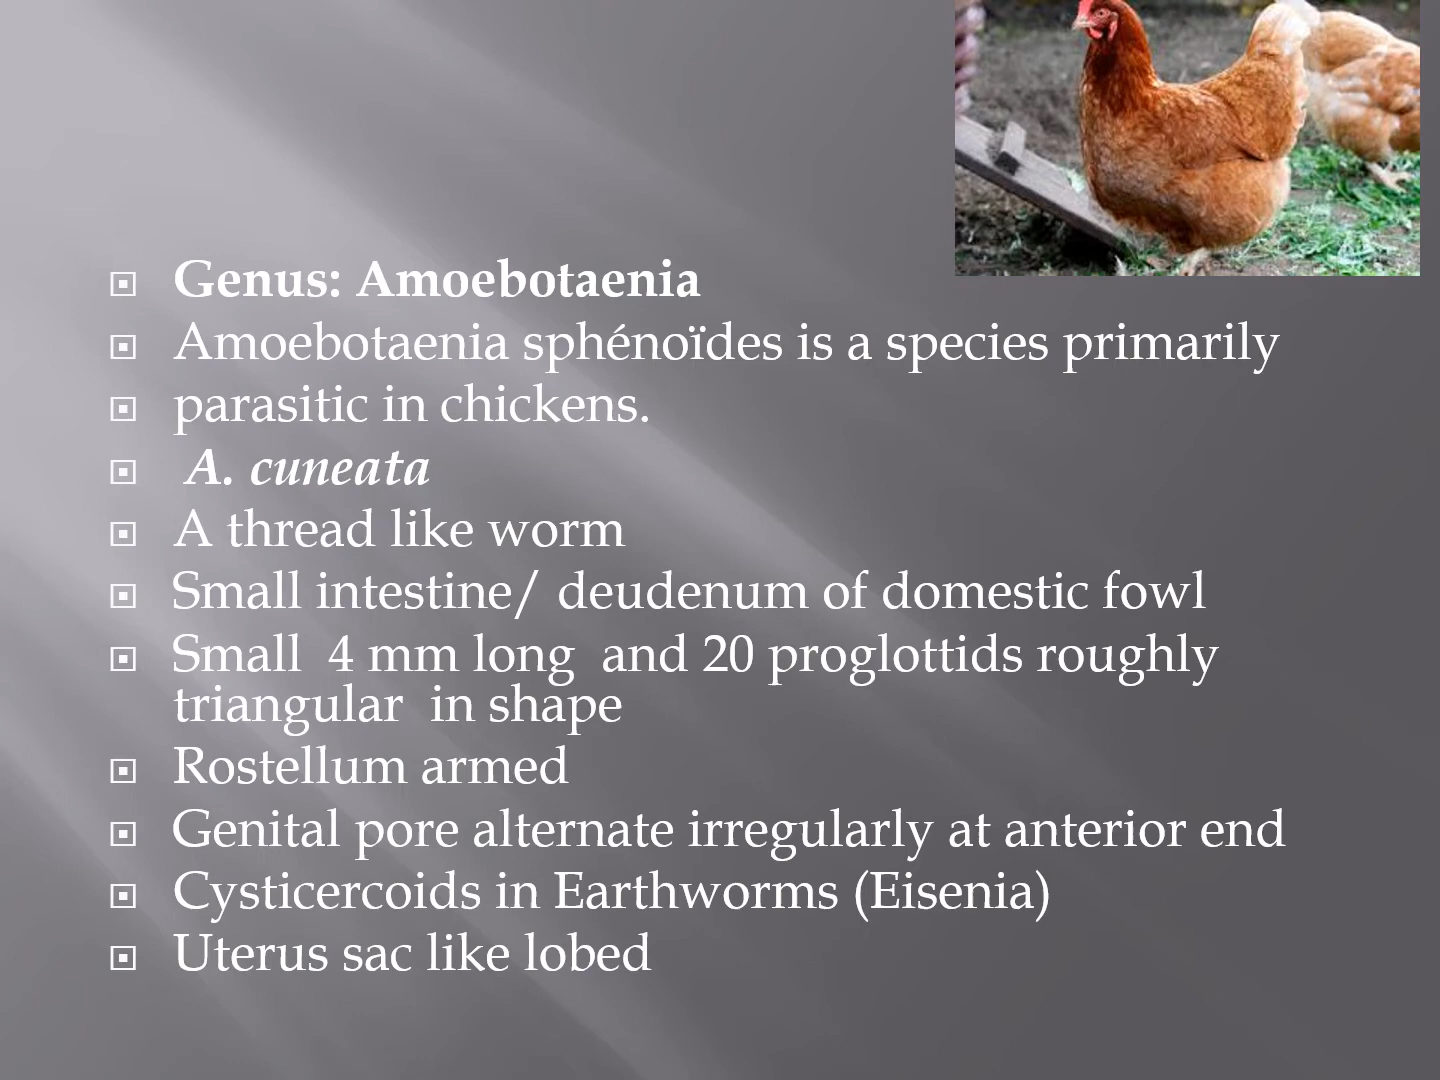 Genus: Amoebotaenia
Amoebotaenia sphénoïdes is a species primarily
parasitic in chickens.
A. cuneata
A thread like worm
Small intestine/ deudenum of domestic fowl
Small 4 mm long and 20 proglottids roughly
triangular in shape
Rostellum armed
Genital pore alternate irregularly at anterior end
Cysticercoids in Earthworms (Eisenia)
Uterus sac like lobed